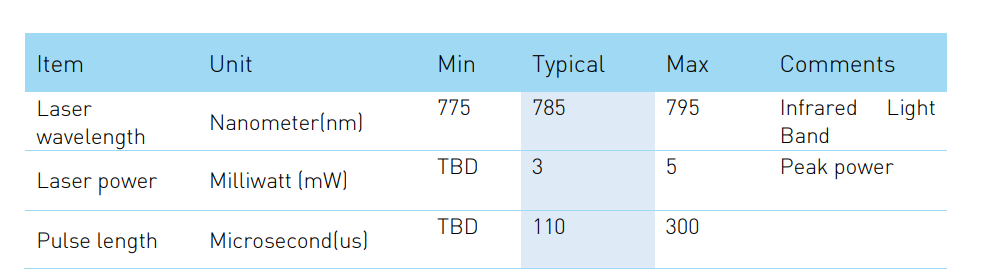 Item Unit Min Typical Max Comments
Laser wavelength Nanometer(nm) 775 785 795 Infrared Light Band
Laser power Milliwatt (mW) TBD 3 5 Peak power
Pulse length Microsecond(us) TBD 110 300